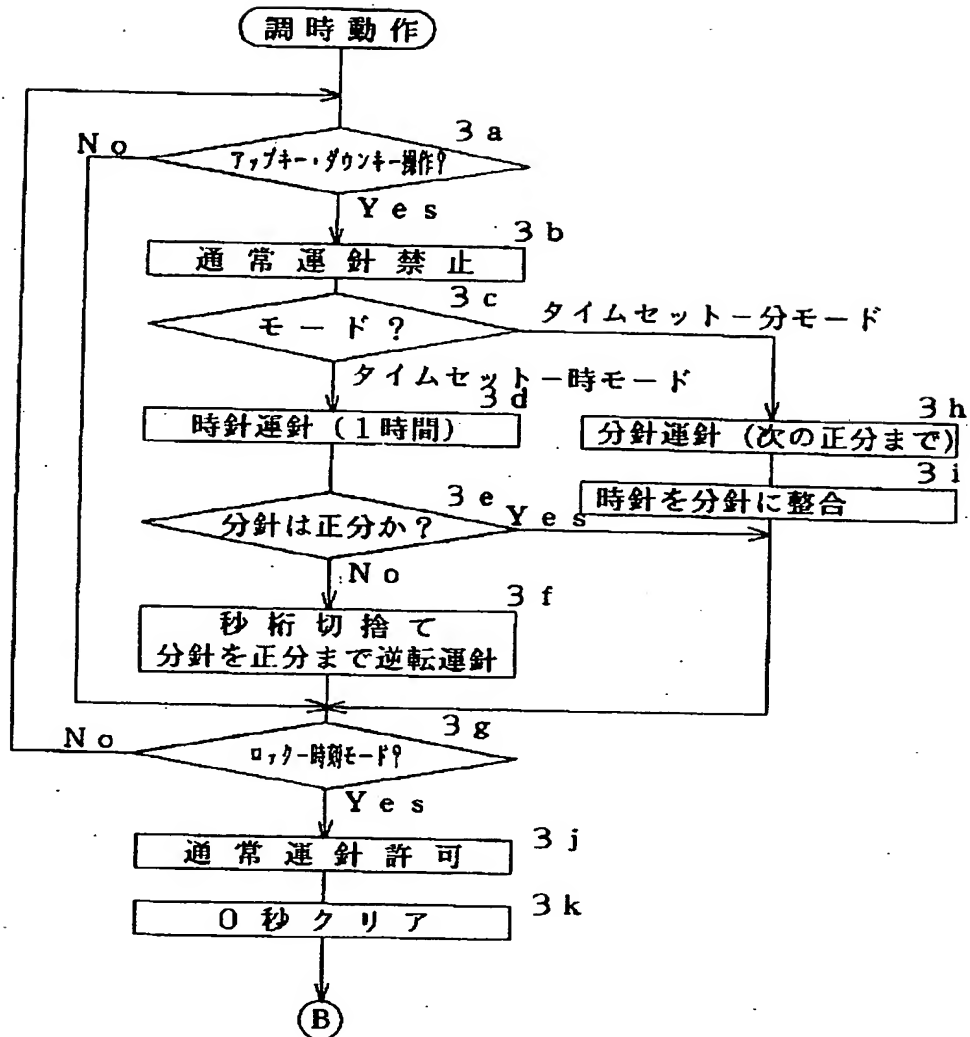 調時動作
3a
No
アップキー・ダウンキー操作?
Yes
3b
通常運針禁止
3c
モード?
タイムセット－分モード
タイムセット－時モード
3d
時針運針(1時間)
3h
分針運針(次の正分まで)
3i
時針を分針に整合
3e
分針は正分か?
Yes
No
3f
秒桁切捨て
分針を正分まで逆転運針
3g
No
ロック－時刻モード?
Yes
3j
通常運針許可
3k
0秒クリア
B